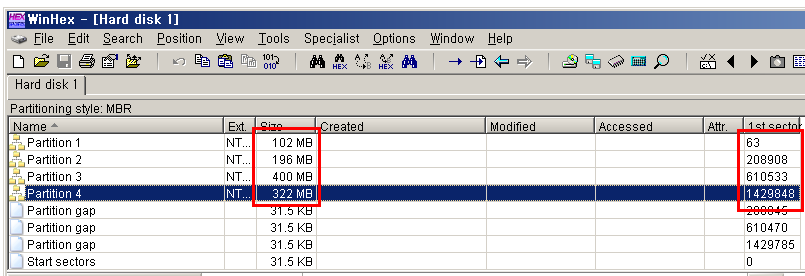 WinHex - [Hard disk 1]
File Edit Search Position View Tools Specialist Options Window Help
Hard disk 1
Partitioning style: MBR
Name Ext. Size Created Modified Accessed Attr. 1st sector
Partition 1 NT... 102 MB 63
Partition 2 NT... 196 MB 208908
Partition 3 NT... 400 MB 610533
Partition 4 NT... 322 MB 1429848
Partition gap 31.5 KB 208845
Partition gap 31.5 KB 610470
Partition gap 31.5 KB 1429785
Start sectors 31.5 KB 0